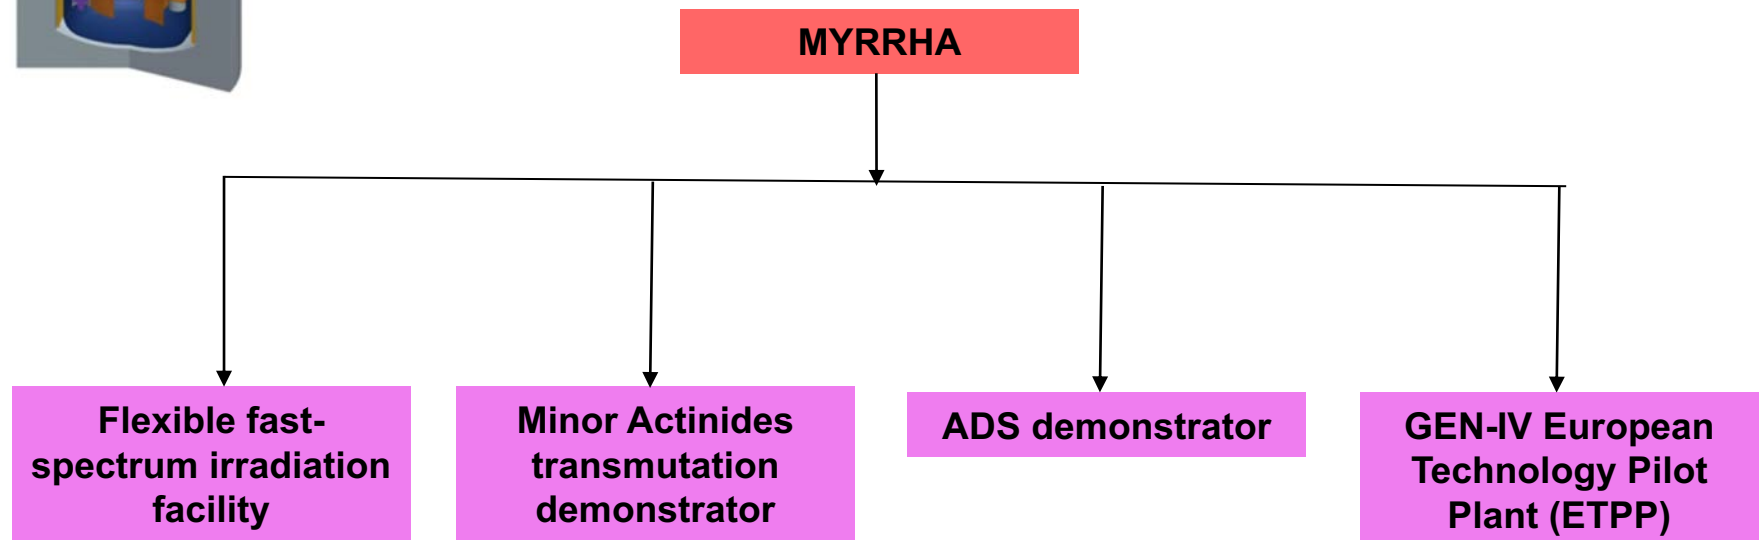 MYRRHA
Flexible fast-
spectrum irradiation
facility
Minor Actinides
transmutation
demonstrator
ADS demonstrator
GEN-IV European
Technology Pilot
Plant (ETPP)